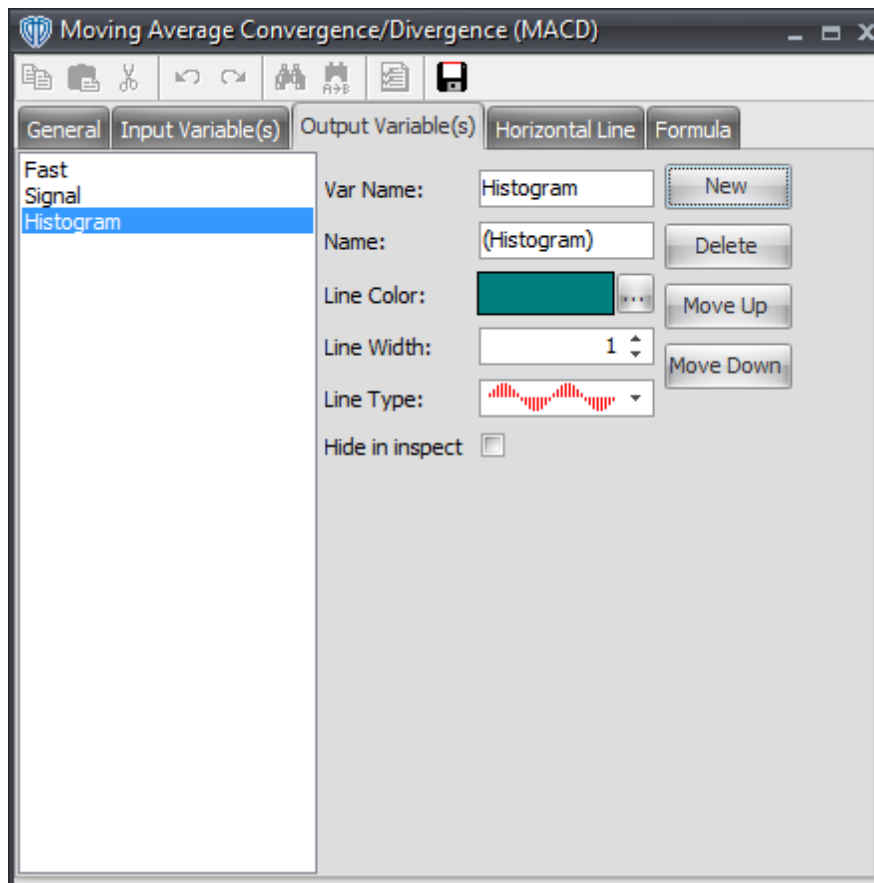 Moving Average Convergence/Divergence (MACD)
A→B
General Input Variable(s) Output Variable(s) Horizontal Line Formula
Fast
Signal
Histogram
Var Name: Histogram New
Name: (Histogram) Delete
Line Color: ... Move Up
Line Width: 1 Move Down
Line Type:
Hide in inspect